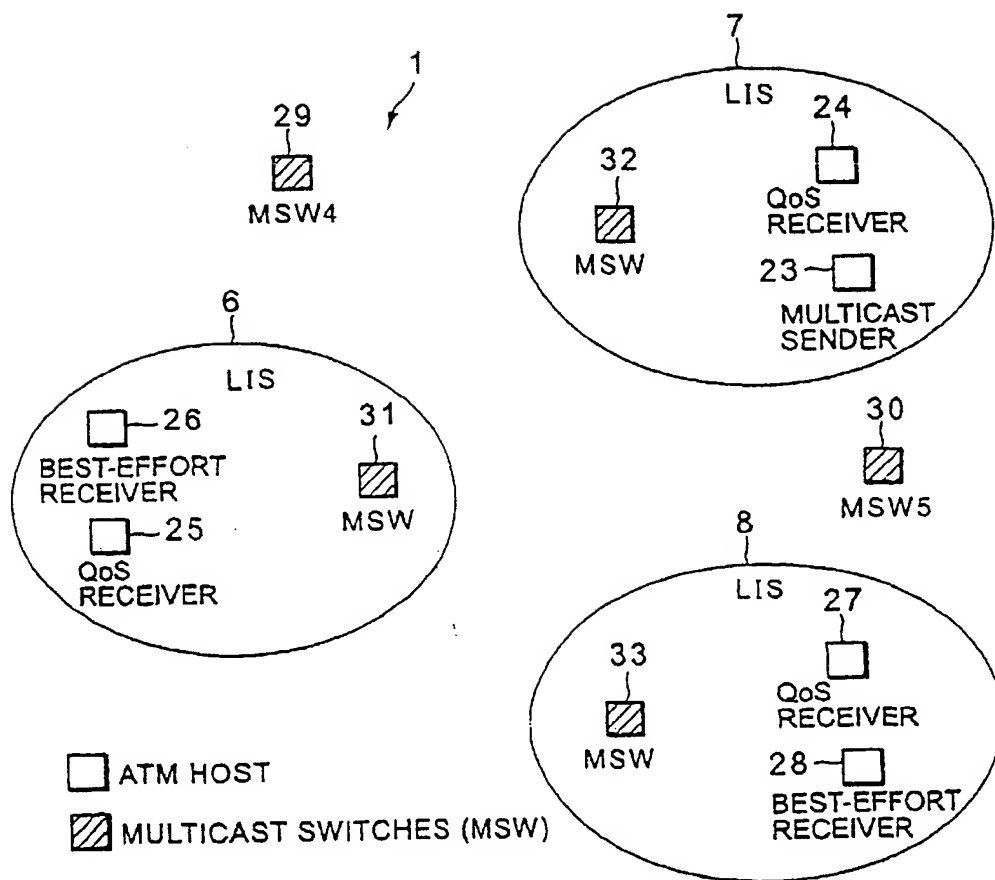 1
29
MSW4
7
LIS
24
32
QoS
RECEIVER
MSW
23
MULTICAST
SENDER
6
LIS
26
31
BEST-EFFORT
RECEIVER
MSW
25
QoS
RECEIVER
30
MSW5
8
LIS
27
33
QoS
RECEIVER
MSW
28
BEST-EFFORT
RECEIVER
ATM HOST
MULTICAST SWITCHES (MSW)